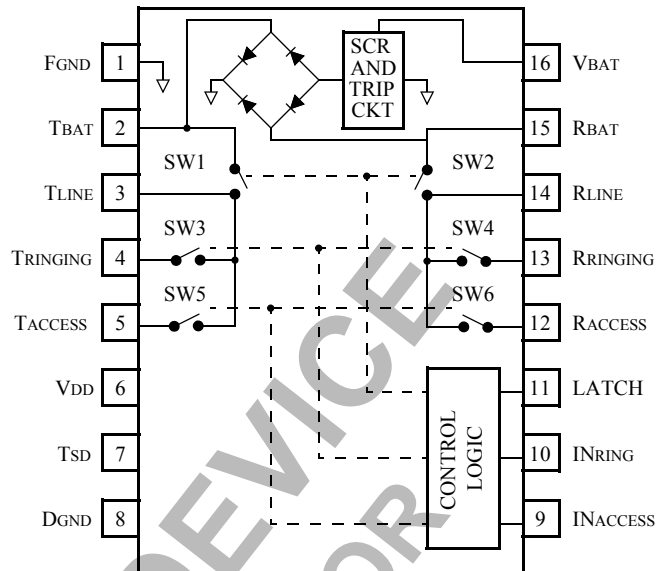 SCR
AND
TRIP
CKT
FGND 1
16 VBAT
TBAT 2
15 RBAT
SW1
SW2
TLINE 3
14 RLINE
SW3
SW4
TRINGING 4
13 RRINGING
SW5
SW6
TACCESS 5
12 RACCESS
VDD 6
11 LATCH
CONTROL
LOGIC
TSD 7
10 INRING
DGND 8
9 INACCESS
DEVICE
OR